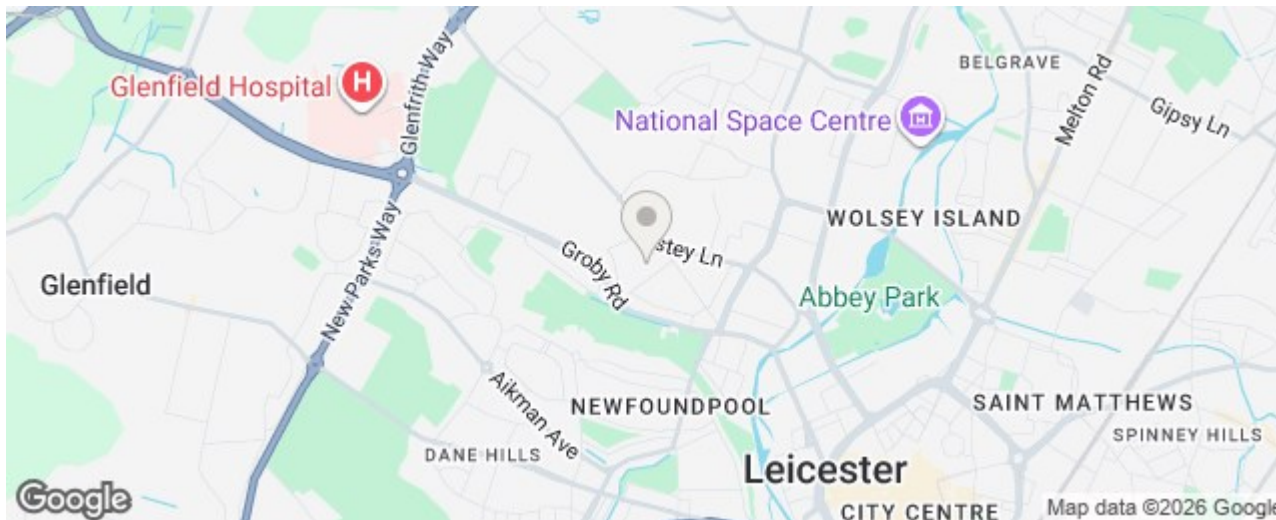 BELGRAVE
Melton Rd
Gipsy Ln
Glenfield Hospital
H
Glenfrith Way
National Space Centre
WOLSEY ISLAND
stey Ln
Groby Rd
Glenfield
New Parks Way
Abbey Park
Aikman Ave
NEWFOUNDPOOL
SAINT MATTHEWS
SPINNEY HILLS
DANE HILLS
Leicester
CITY CENTRE
Google
Map data ©2026 Google